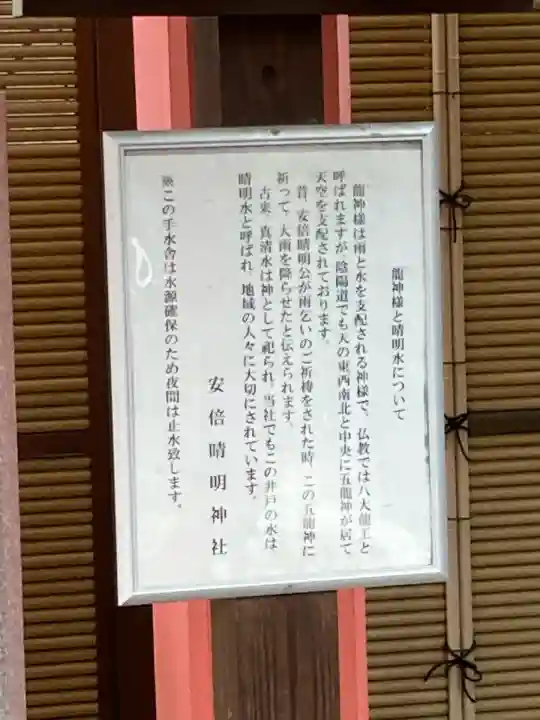 龍神様と晴明水について
龍神様は雨と水を支配される神様で、仏教では八大龍王と
呼ばれますが、陰陽道でも天の東西南北と中央に五龍神が居て
天空を支配されております。
昔、安倍晴明公が雨乞いのご祈祷をされた時、この五龍神に
祈って、大雨を降らせたと伝えられます。
古来、真清水は神として祀られ、当社でもこの井戸の水は
晴明水と呼ばれ、地域の人々に大切にされています。
安倍晴明神社
※この手水舎は水源確保のため夜間は止水致します。